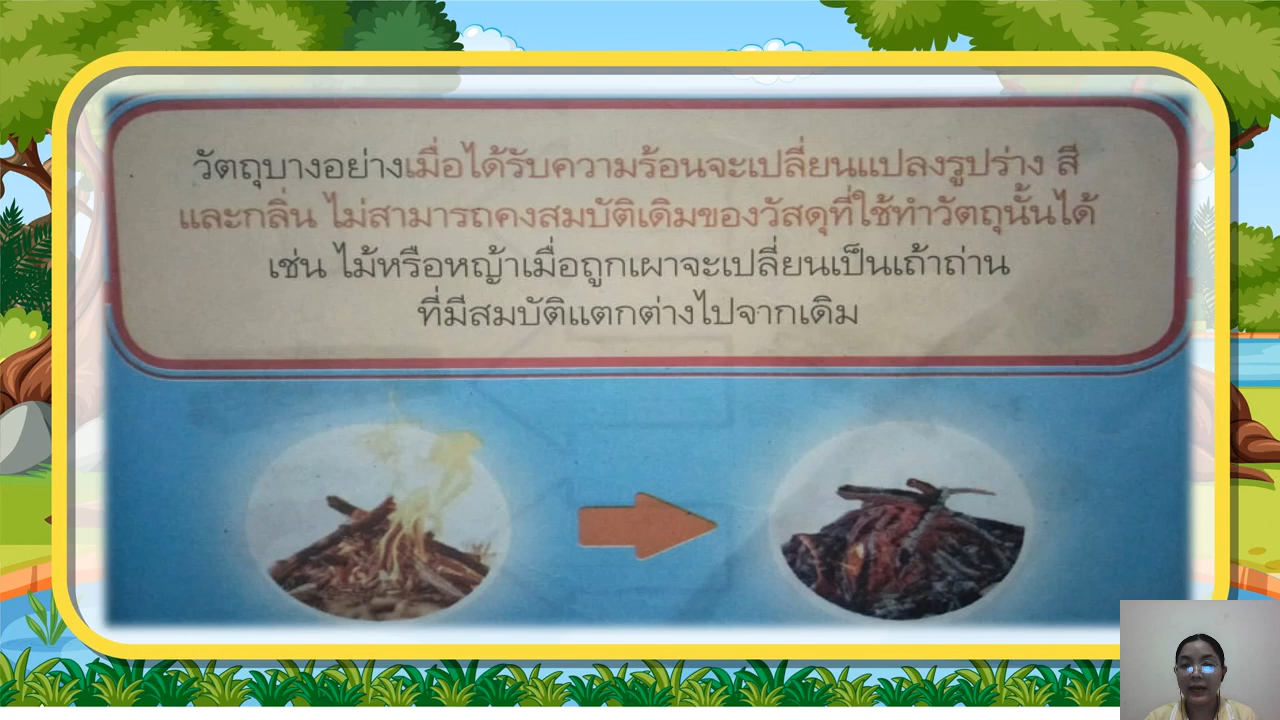 วัตถุบางอย่างเมื่อได้รับความร้อนจะเปลี่ยนแปลงรูปร่าง สี
และกลิ่น ไม่สามารถคงสมบัติเดิมของวัสดุที่ใช้ทำวัตถุนั้นได้
เช่น ไม้หรือหญ้าเมื่อถูกเผาจะเปลี่ยนเป็นเถ้าถ่าน
ที่มีสมบัติแตกต่างไปจากเดิม